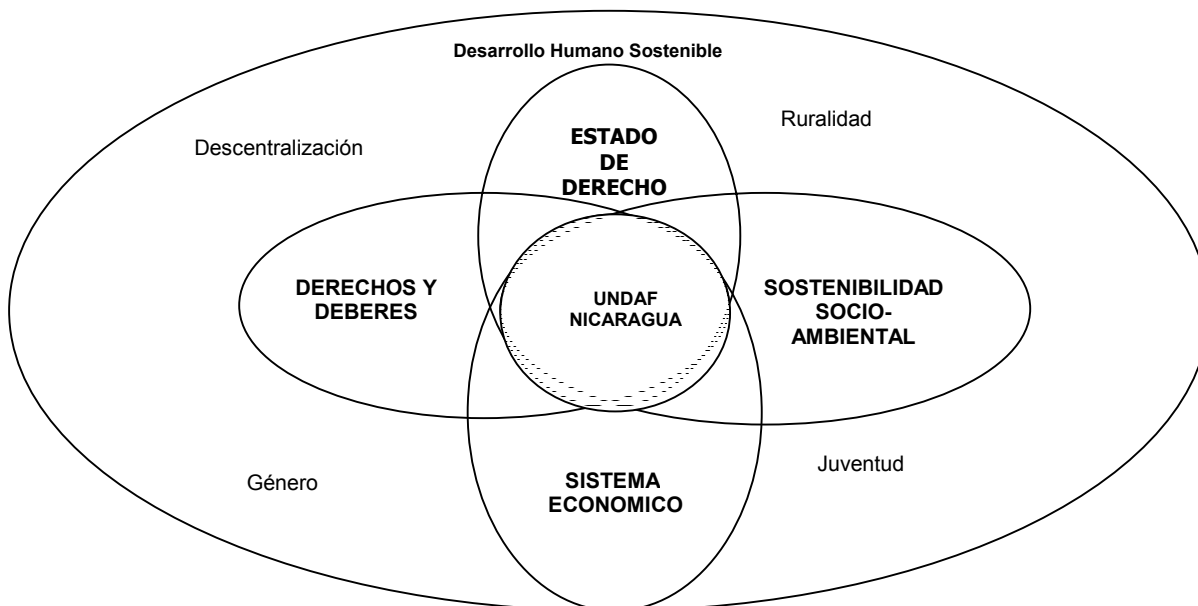 Desarrollo Humano Sostenible
Descentralización
Ruralidad
ESTADO
DE
DERECHO
DERECHOS Y
DEBERES
UNDAF
NICARAGUA
SOSTENIBILIDAD
SOCIO-
AMBIENTAL
Género
SISTEMA
ECONOMICO
Juventud